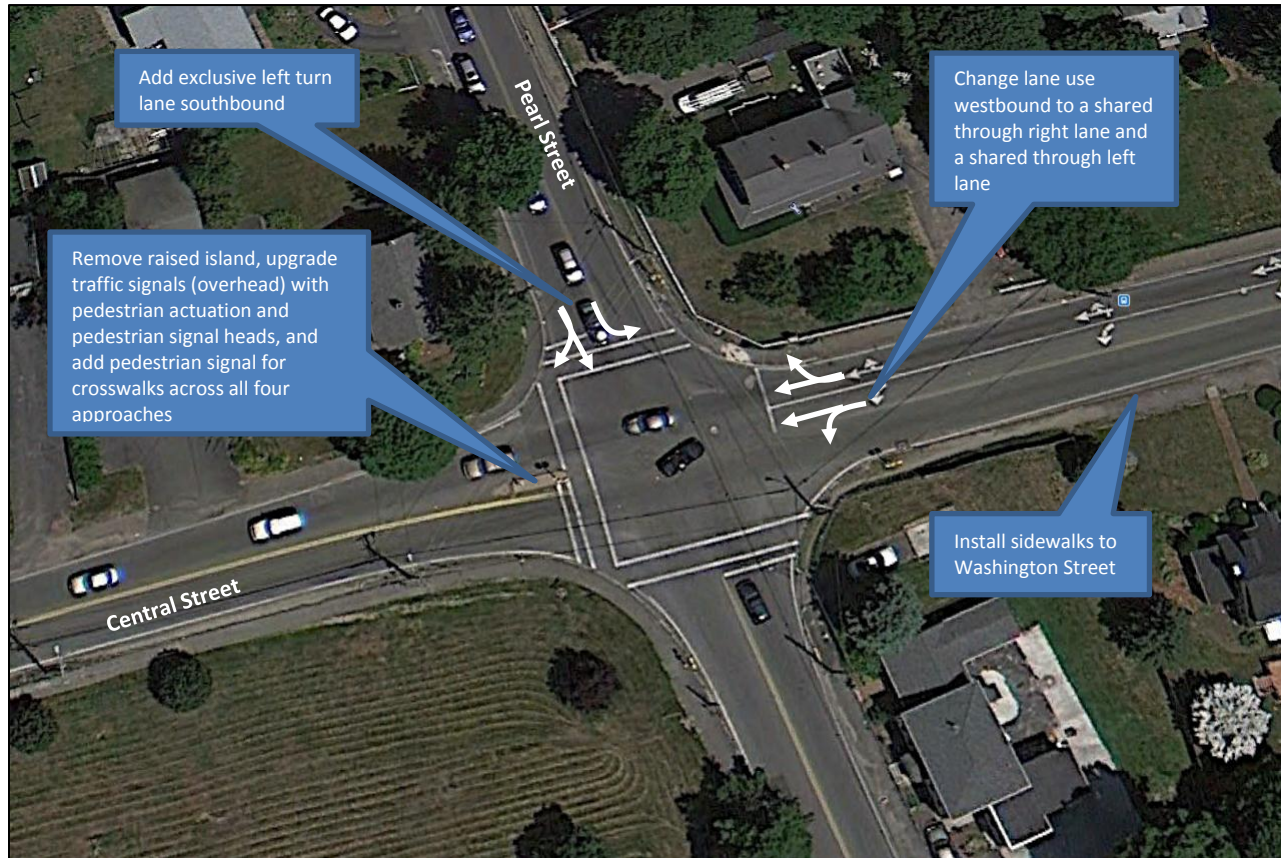 Add exclusive left turn
lane southbound
Pearl Street
Change lane use
westbound to a shared
through right lane and
a shared through left
lane
Remove raised island, upgrade
traffic signals (overhead) with
pedestrian actuation and
pedestrian signal heads, and
add pedestrian signal for
crosswalks across all four
approaches
Central Street
Install sidewalks to
Washington Street